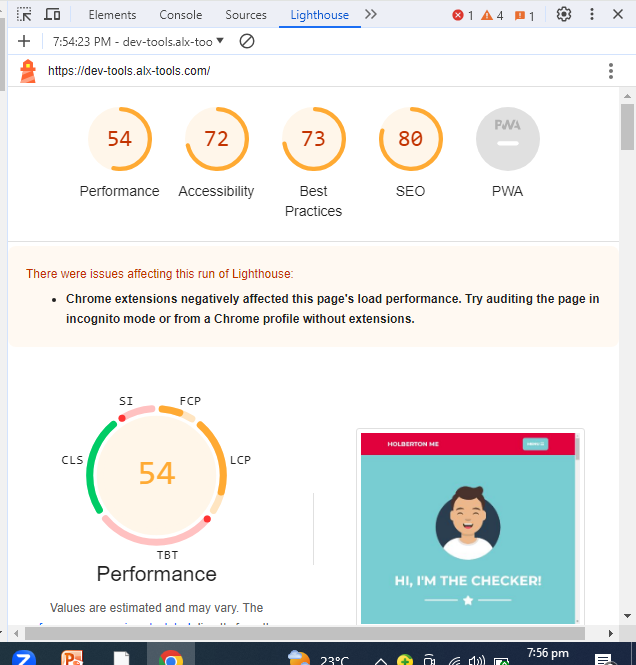 Elements Console Sources Lighthouse 1 4 1
7:54:23 PM - dev-tools.alx-too
https://dev-tools.alx-tools.com/
54 72 73 80 PWA
Performance Accessibility Best Practices SEO PWA
There were issues affecting this run of Lighthouse:
• Chrome extensions negatively affected this page's load performance. Try auditing the page in
incognito mode or from a Chrome profile without extensions.
SI FCP
CLS LCP
54
TBT
Performance
Values are estimated and may vary. The
HOLBERTON ME
HI, I'M THE CHECKER!
23°C 7:56 pm